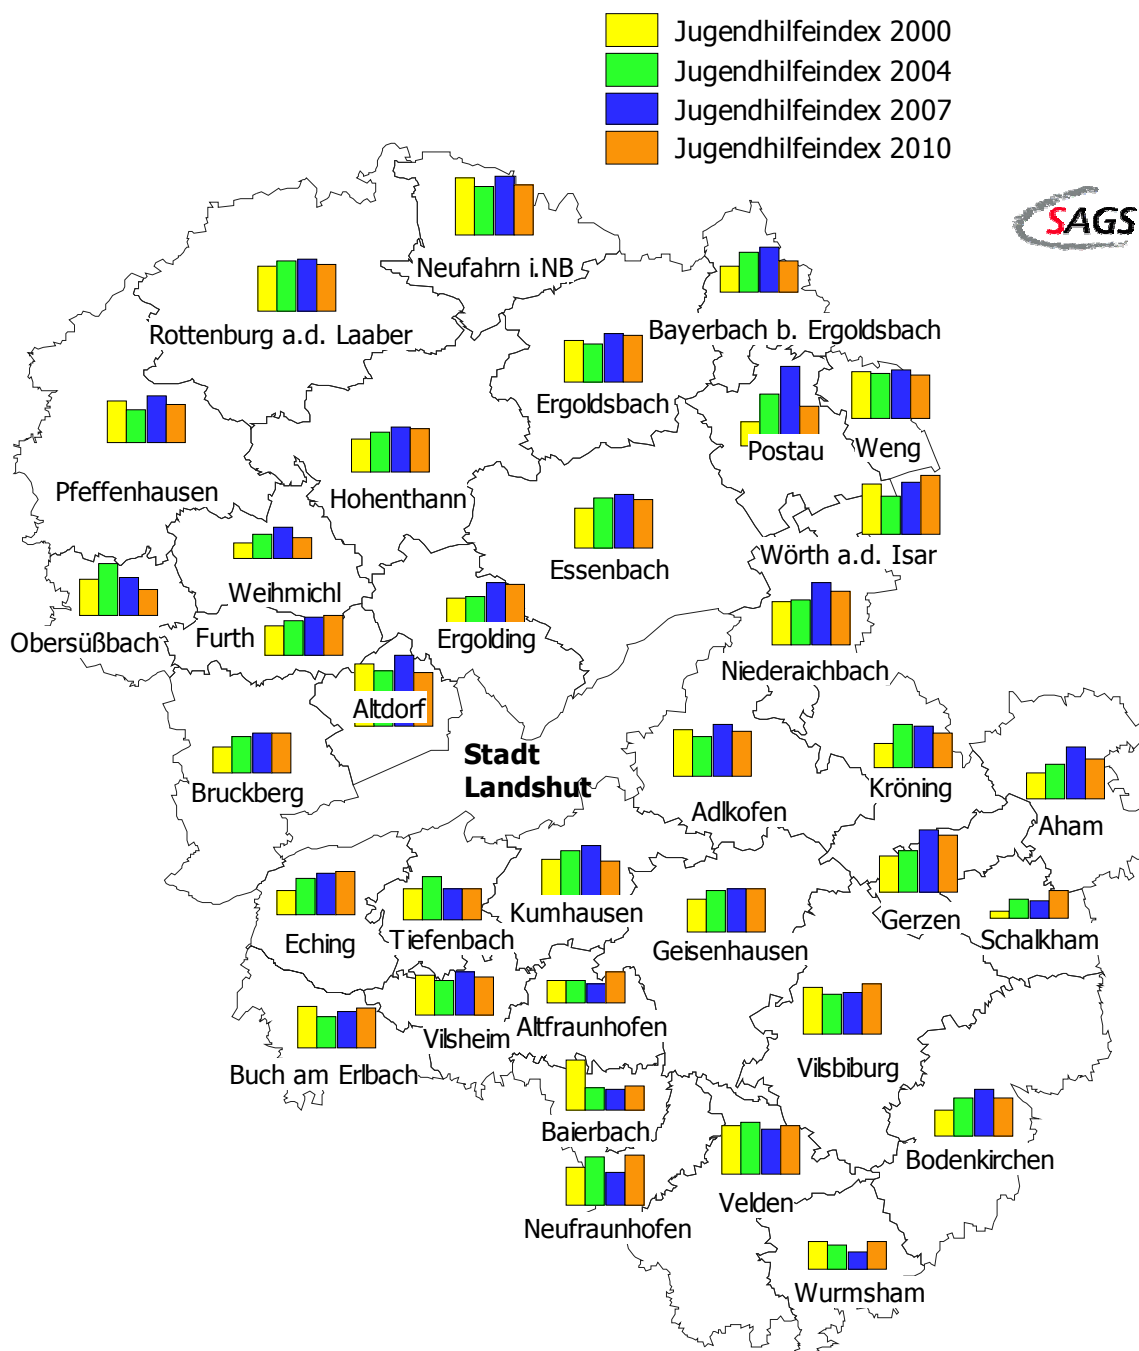 Jugendhilfeindex 2000
Jugendhilfeindex 2004
Jugendhilfeindex 2007
Jugendhilfeindex 2010
SAGS
Neufahrn i.NB
Rottenburg a.d. Laaber
Bayerbach b. Ergoldsbach
Ergoldsbach
Postau
Weng
Pfeffenhausen
Hohenthann
Wörth a.d. Isar
Essenbach
Weihmichl
Obersüßbach
Furth
Ergolding
Niederaichbach
Altdorf
Stadt
Landshut
Bruckberg
Adlkofen
Kröning
Aham
Kumhausen
Gerzen
Eching
Tiefenbach
Geisenhausen
Schalkham
Vilsheim
Altfraunhofen
Buch am Erlbach
Vilsbiburg
Baierbach
Bodenkirchen
Velden
Neufraunhofen
Wurmsham